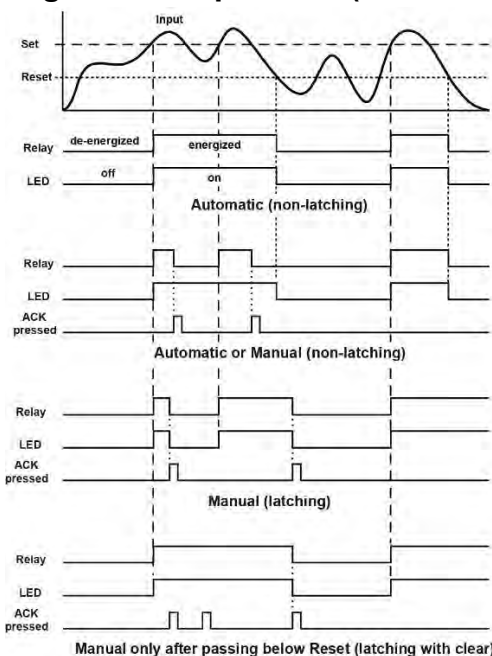 Input
Set
Reset
Relay de-energized energized
LED off on
Automatic (non-latching)
Relay
LED
ACK
pressed
Automatic or Manual (non-latching)
Relay
LED
ACK
pressed
Manual (latching)
Relay
LED
ACK
pressed
Manual only after passing below Reset (latching with clear)